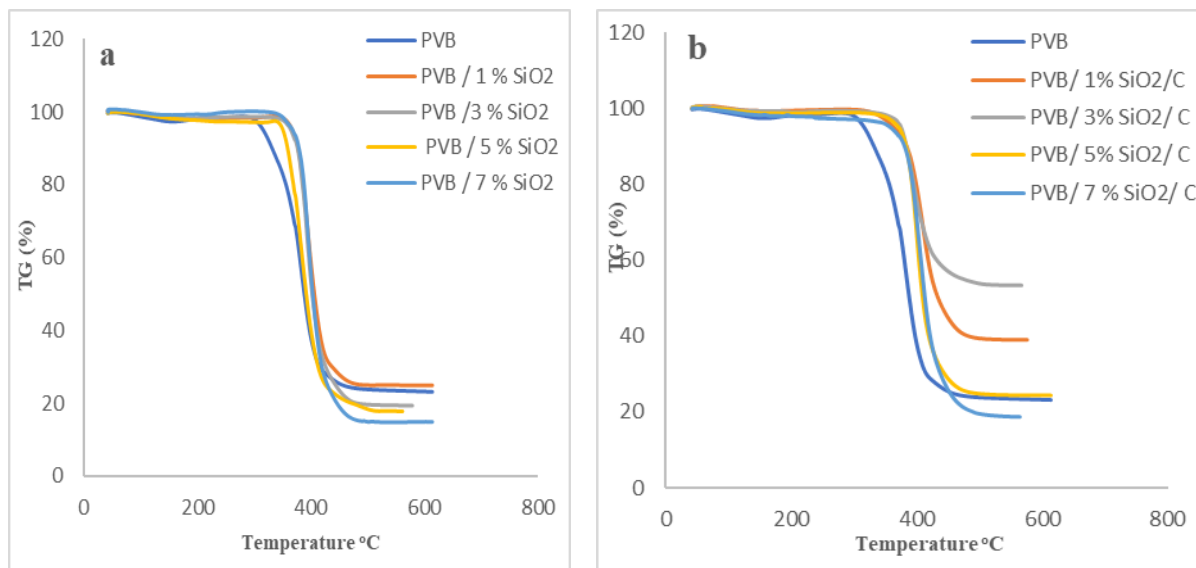 a
120
100
80
60
40
20
0
TG (%)
0
200
400
600
800
Temperature °C
PVB
PVB / 1 % SiO2
PVB /3 % SiO2
PVB / 5 % SiO2
PVB / 7 % SiO2
b
120
100
80
60
40
20
0
TG (%)
0
200
400
600
800
Temperature °C
PVB
PVB/ 1% SiO2/C
PVB/ 3% SiO2/ C
PVB/ 5% SiO2/ C
PVB/ 7 % SiO2/ C